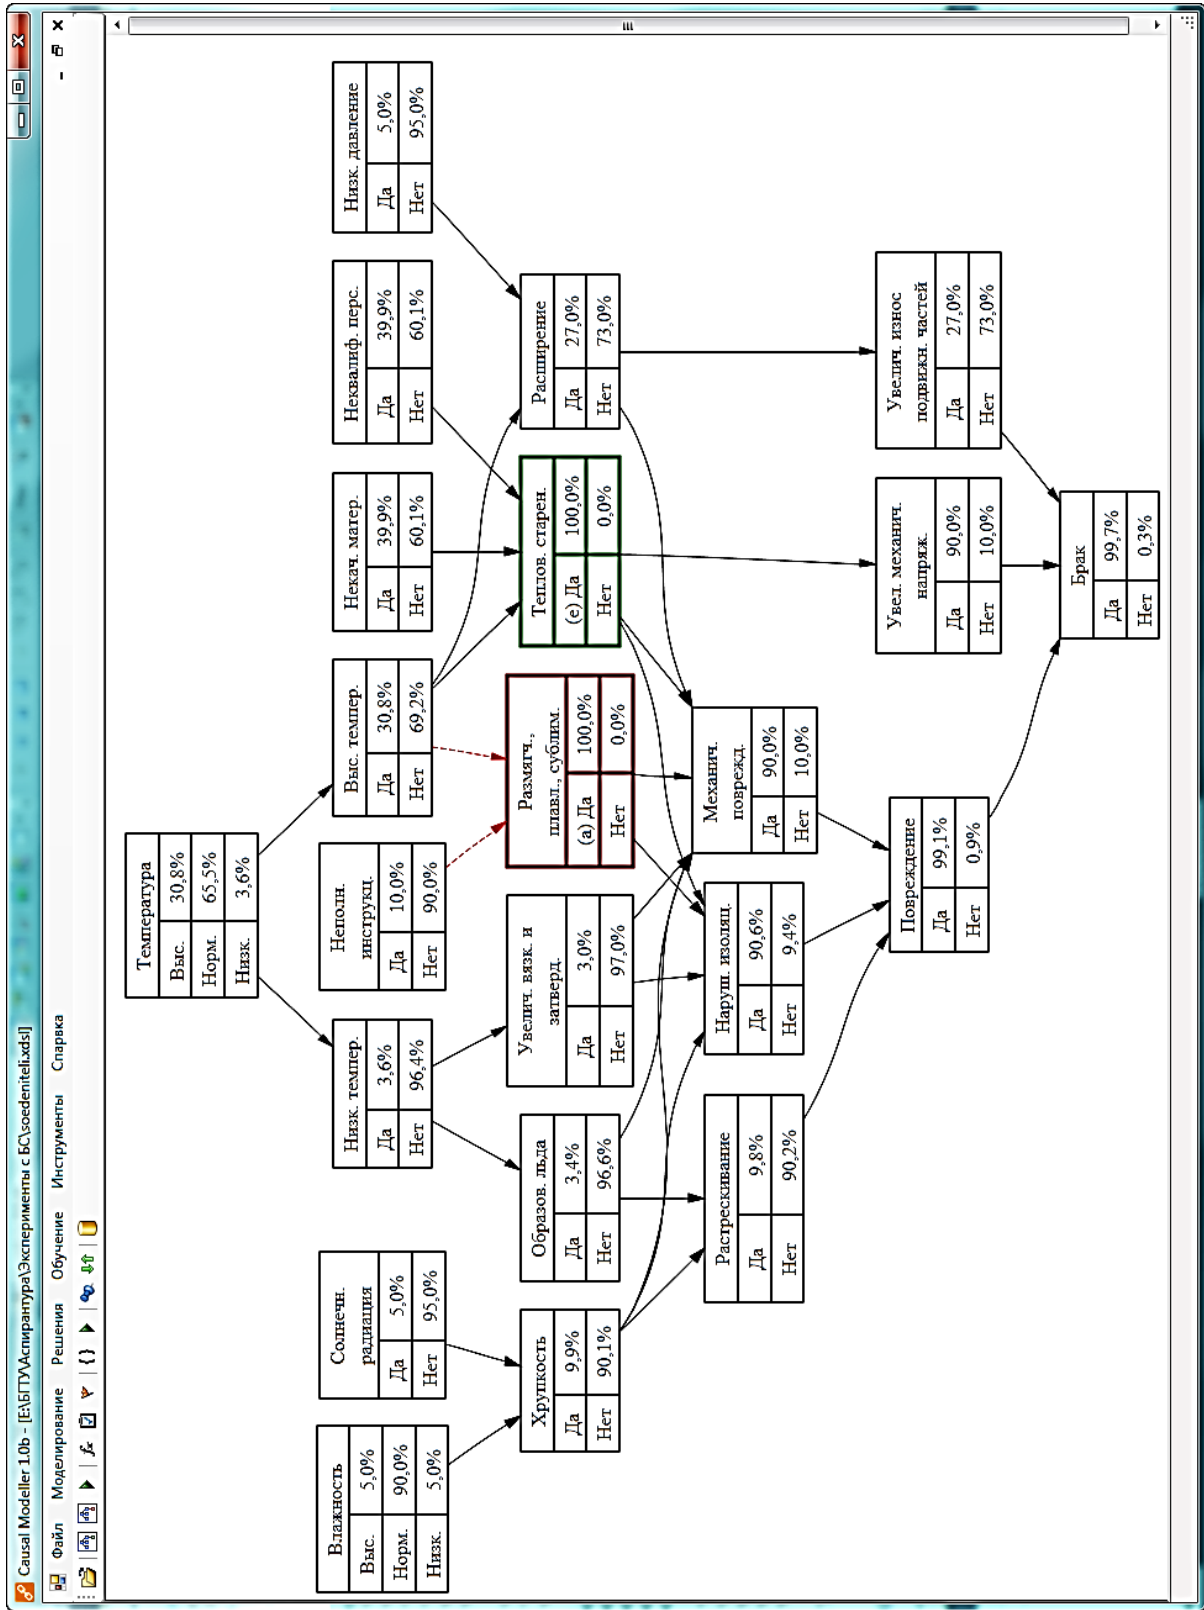 Causal Modeller 1.0b - [E:\БГТУ\Аспирантура\Эксперименты с БС\soedeniteli.xdsl]
Файл Моделирование Решения Обучение Инструменты Спарвка
Температура
Выс. 30,8%
Норм. 65,5%
Низк. 3,6%
Влажность
Выс. 5,0%
Норм. 90,0%
Низк. 5,0%
Солнечн.
радиация
Да 5,0%
Нет 95,0%
Низк. темпер.
Да 3,6%
Нет 96,4%
Неполн.
инструкц.
Да 10,0%
Нет 90,0%
Выс. темпер.
Да 30,8%
Нет 69,2%
Некач. матер.
Да 39,9%
Нет 60,1%
Неквалиф. перс.
Да 39,9%
Нет 60,1%
Низк. давление
Да 5,0%
Нет 95,0%
Хрупкость
Да 9,9%
Нет 90,1%
Образов. льда
Да 3,4%
Нет 96,6%
Увелич. вязк. и
затверд.
Да 3,0%
Нет 97,0%
Размягч.,
плавл., сублим.
(a) Да 100,0%
Нет 0,0%
Теплов. старен.
(e) Да 100,0%
Нет 0,0%
Расширение
Да 27,0%
Нет 73,0%
Растрескивание
Да 9,8%
Нет 90,2%
Наруш. изоляц.
Да 90,6%
Нет 9,4%
Механич.
поврежд.
Да 90,0%
Нет 10,0%
Повреждение
Да 99,1%
Нет 0,9%
Увел. механич.
напряж.
Да 90,0%
Нет 10,0%
Увелич. износ
подвижн. частей
Да 27,0%
Нет 73,0%
Брак
Да 99,7%
Нет 0,3%